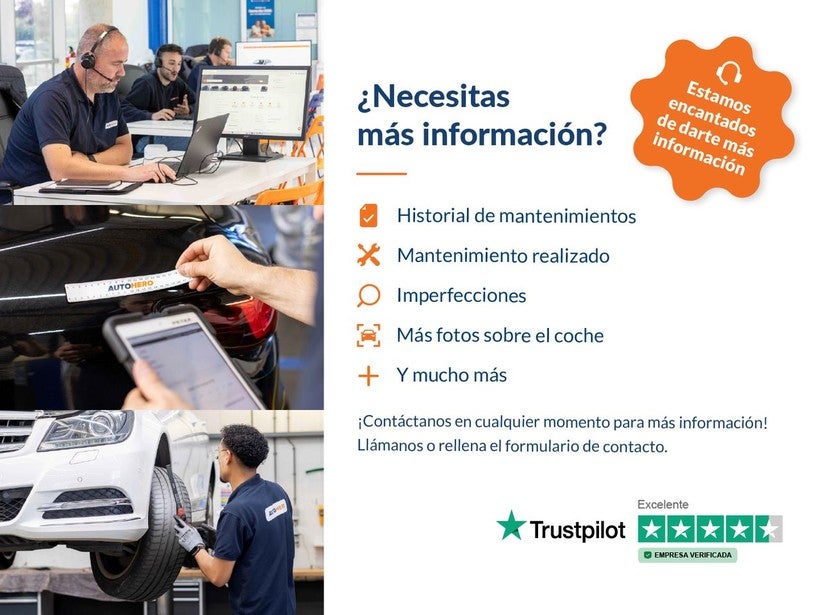 ¿Necesitas
más información?
Estamos
encantados
de darte más
información
Historial de mantenimientos
Mantenimiento realizado
Imperfecciones
Más fotos sobre el coche
Y mucho más
¡Contáctanos en cualquier momento para más información!
Llámanos o rellena el formulario de contacto.
Excelente
Trustpilot
EMPRESA VERIFICADA
AUTOHERO
AUTOHERO